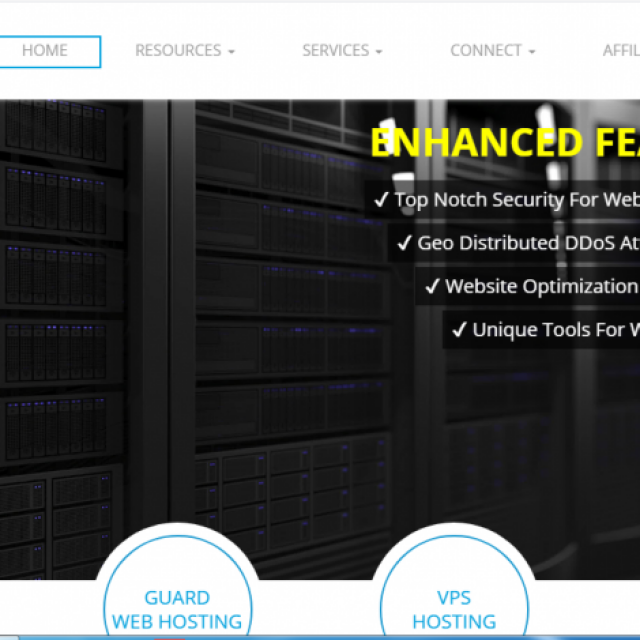 HOME RESOURCES SERVICES CONNECT AFFIL
ENHANCED FEA
✓ Top Notch Security For Web
✓ Geo Distributed DDoS At
✓ Website Optimization
✓ Unique Tools For W
GUARD
WEB HOSTING
VPS
HOSTING